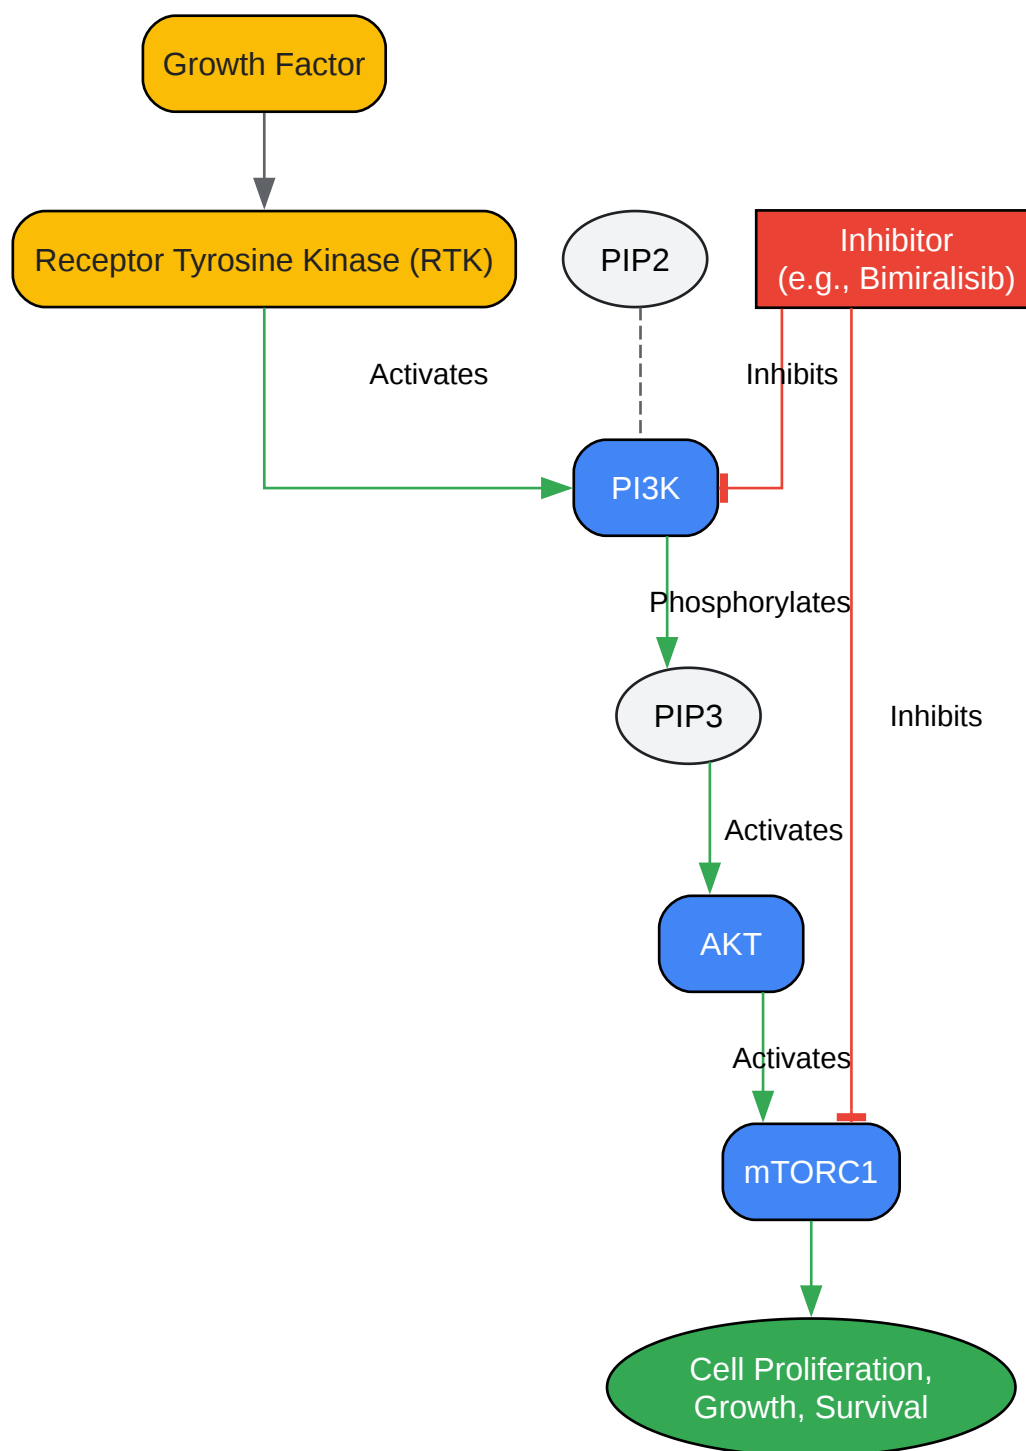 Growth Factor
Receptor Tyrosine Kinase (RTK)
PIP2
Inhibitor
(e.g., Bimiralisib)
Activates
Inhibits
PI3K
Phosphorylates
PIP3
Inhibits
Activates
AKT
Activates
mTORC1
Cell Proliferation,
Growth, Survival